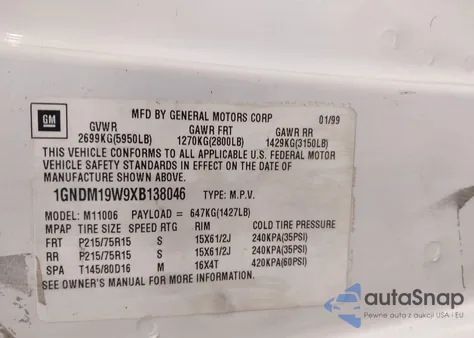 MFD BY GENERAL MOTORS CORP 01/99
GM
GVWR GAWR FRT GAWR RR
2699KG(5950LB) 1270KG(2800LB) 1429KG(3150LB)
THIS VEHICLE CONFORMS TO ALL APPLICABLE U.S. FEDERAL MOTOR
VEHICLE SAFETY STANDARDS IN EFFECT ON THE DATE OF
MANUFACTURE SHOWN ABOVE.
1GNDM19W9XB138046 TYPE: M.P.V.
MODEL: M11006 PAYLOAD = 647KG(1427LB)
MPAP TIRE SIZE SPEED RTG RIM COLD TIRE PRESSURE
FRT P215/75R15 S 15X61/2J 240KPA(35PSI)
RR P215/75R15 S 15X61/2J 240KPA(35PSI)
SPA T145/80D16 M 16X4T 420KPA(60PSI)
SEE OWNER'S MANUAL FOR MORE INFORMATION.
autaSnap
Pewne auta z aukcji USA i EU